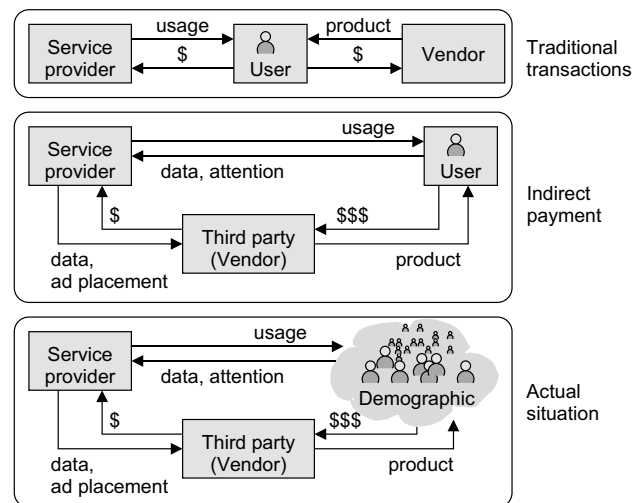 usage
product
Service
provider
$
User
$
Vendor
Traditional
transactions
usage
Service
provider
data, attention
User
$
$$$
Third party
(Vendor)
data,
ad placement
product
Indirect
payment
usage
Service
provider
data, attention
Demographic
$
$$$
Third party
(Vendor)
data,
ad placement
product
Actual
situation